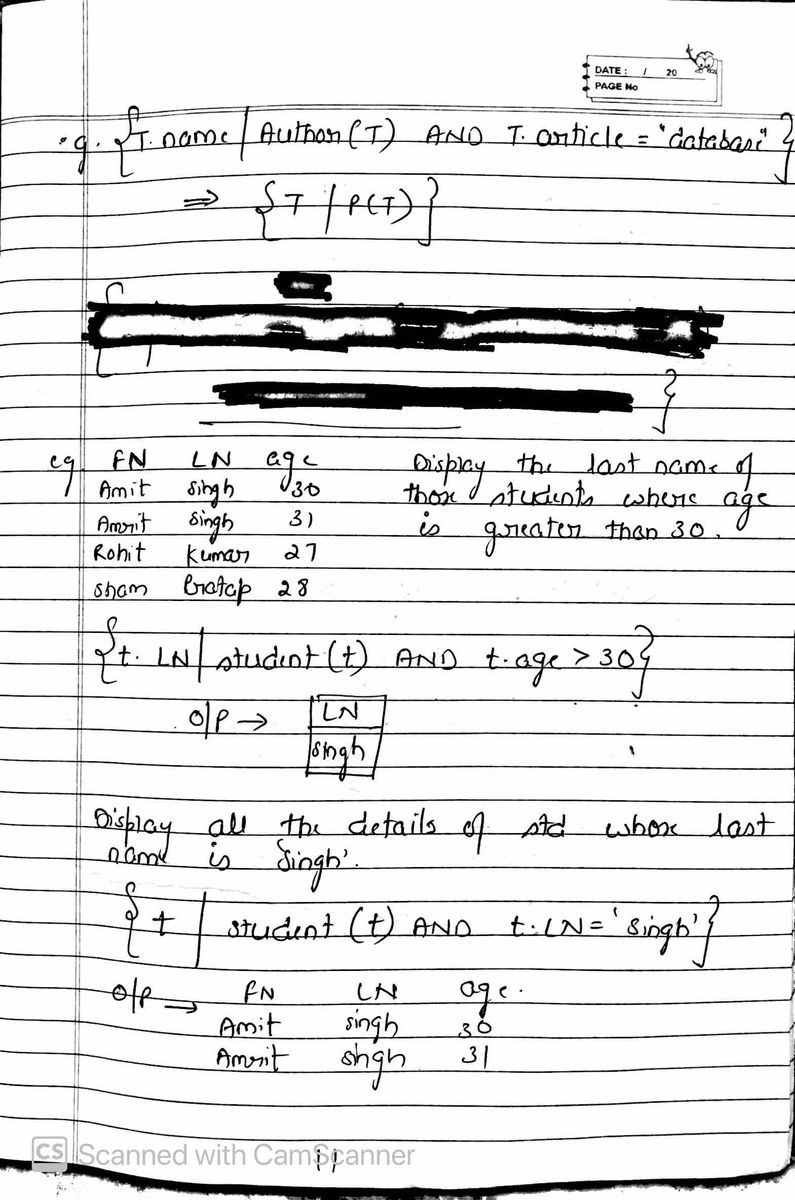 DATE: / 20
PAGE No
eg. {T.name | Author(T) AND T.article = "database"}
⇒ {T | P(T)}
{
}
eg FN LN age Display the last name of
Amit Singh 30 those students where age
Amrit Singh 31 is greater than 30.
Rohit Kumar 27
Sham Pratap 28
{t.LN | student(t) AND t.age > 30}
O/P → LN
Singh
Display all the details of std whose last
name is 'Singh'.
{t | student (t) AND t.LN = 'Singh'}
O/P → FN LN age.
Amit singh 30
Amrit singh 31
11
CS Scanned with CamScanner